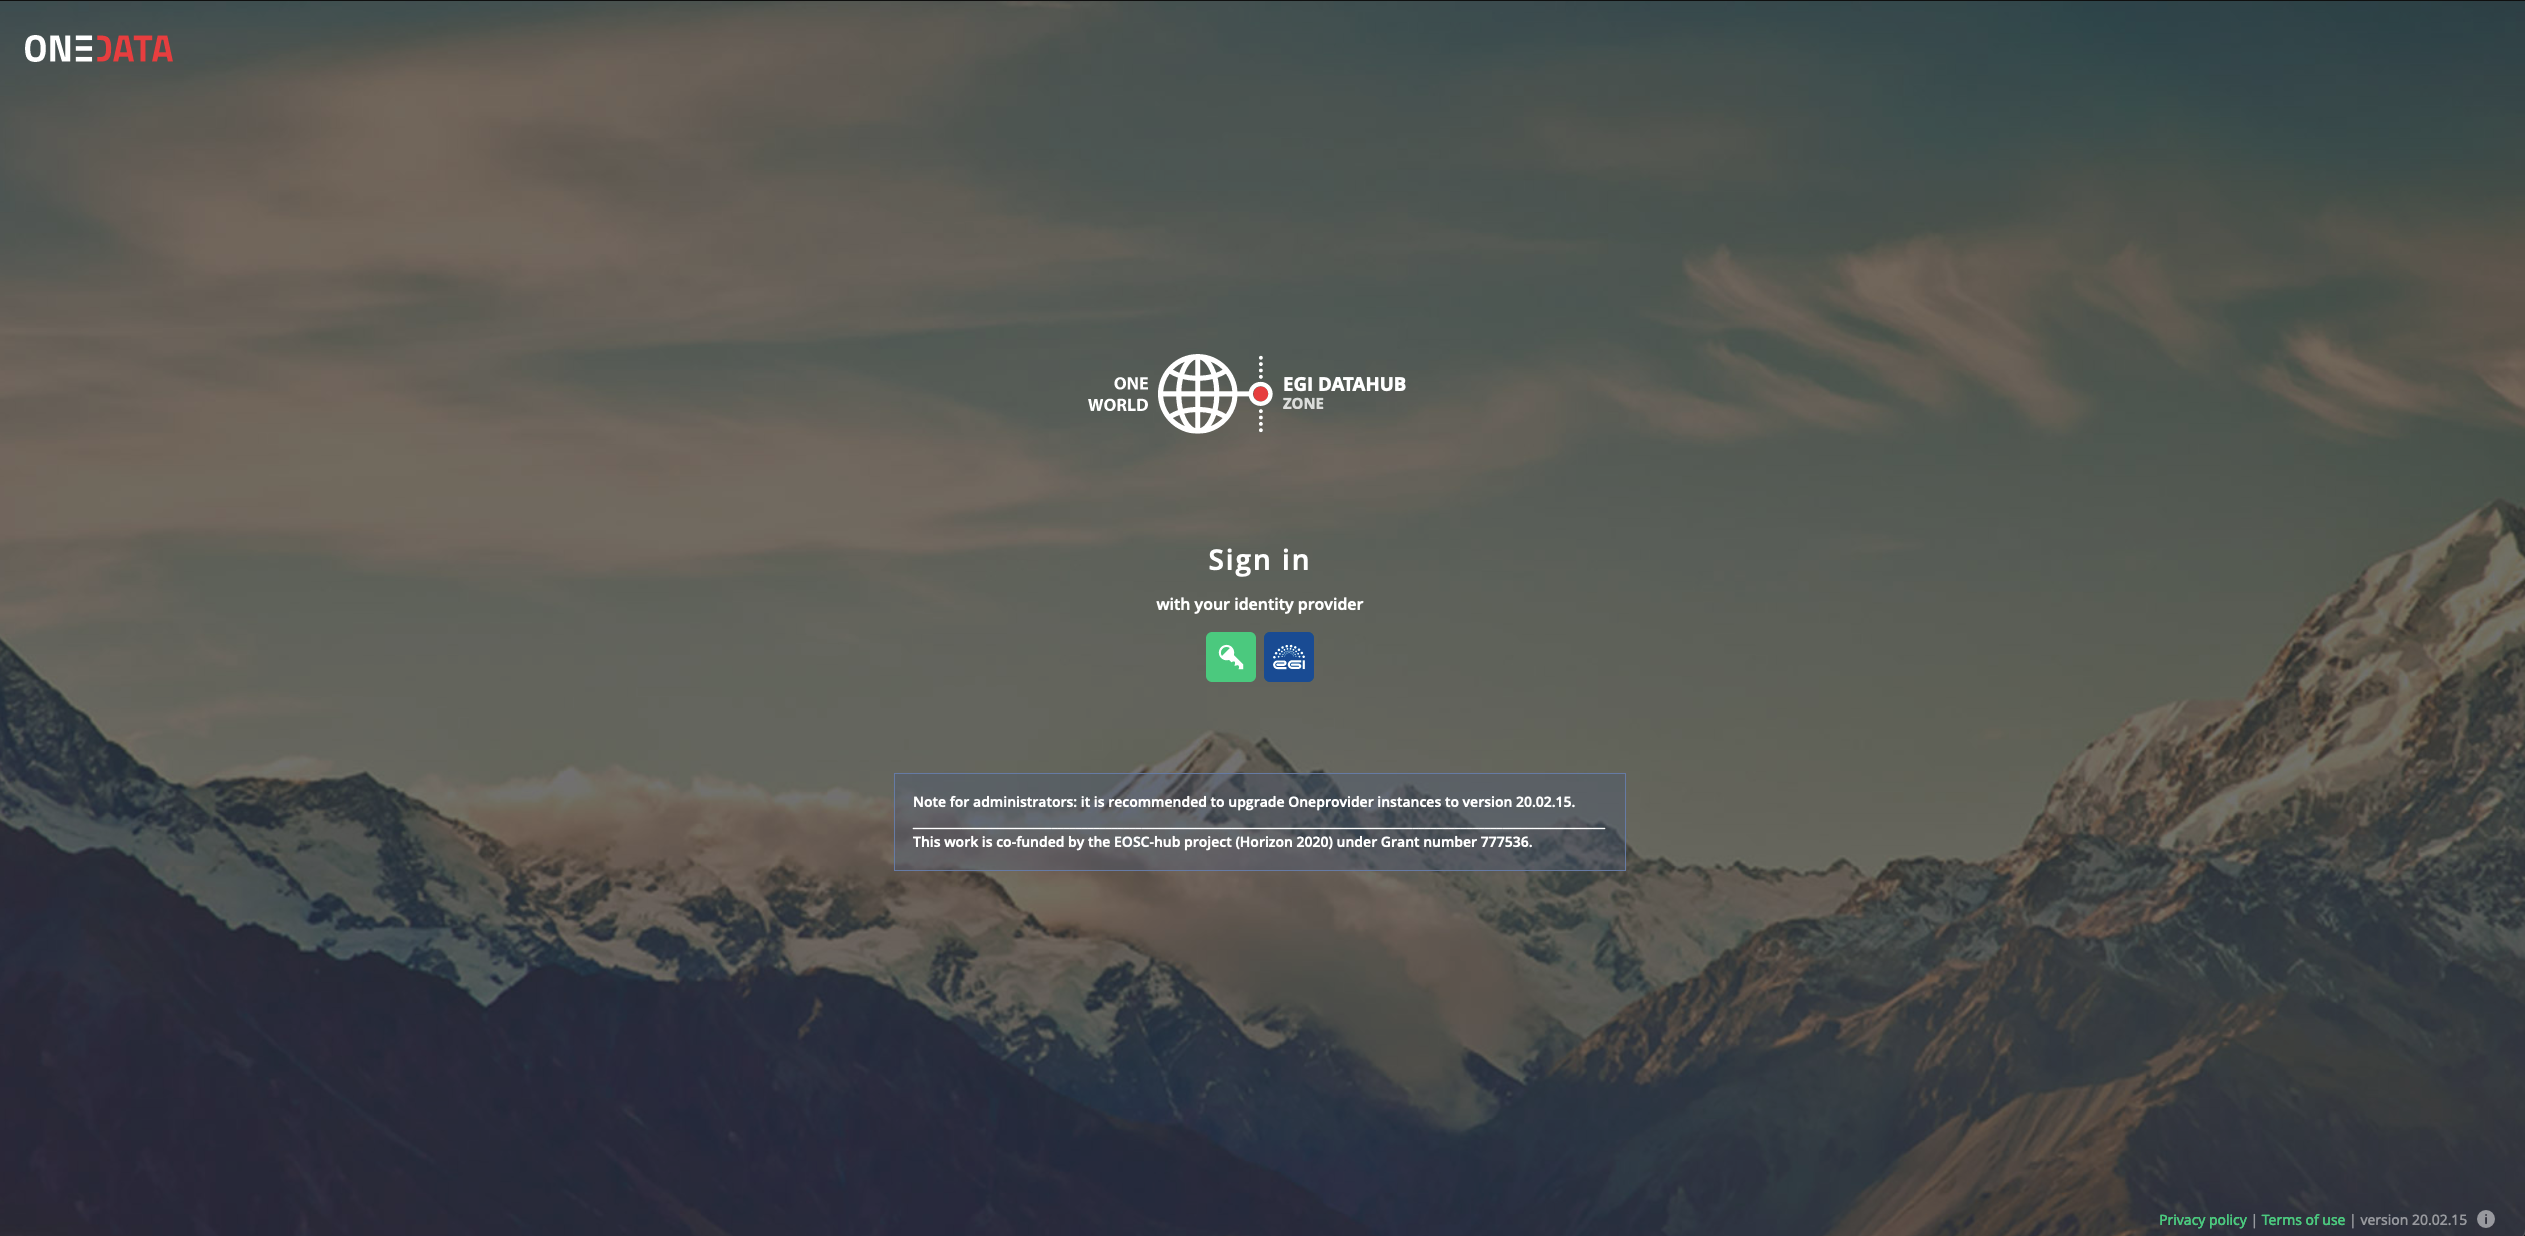 ONEDATA
ONE
WORLD
EGI DATAHUB
ZONE
Sign in
with your identity provider
eGI
Note for administrators: it is recommended to upgrade Oneprovider instances to version 20.02.15.
This work is co-funded by the EOSC-hub project (Horizon 2020) under Grant number 777536.
Privacy policy | Terms of use | version 20.02.15 i